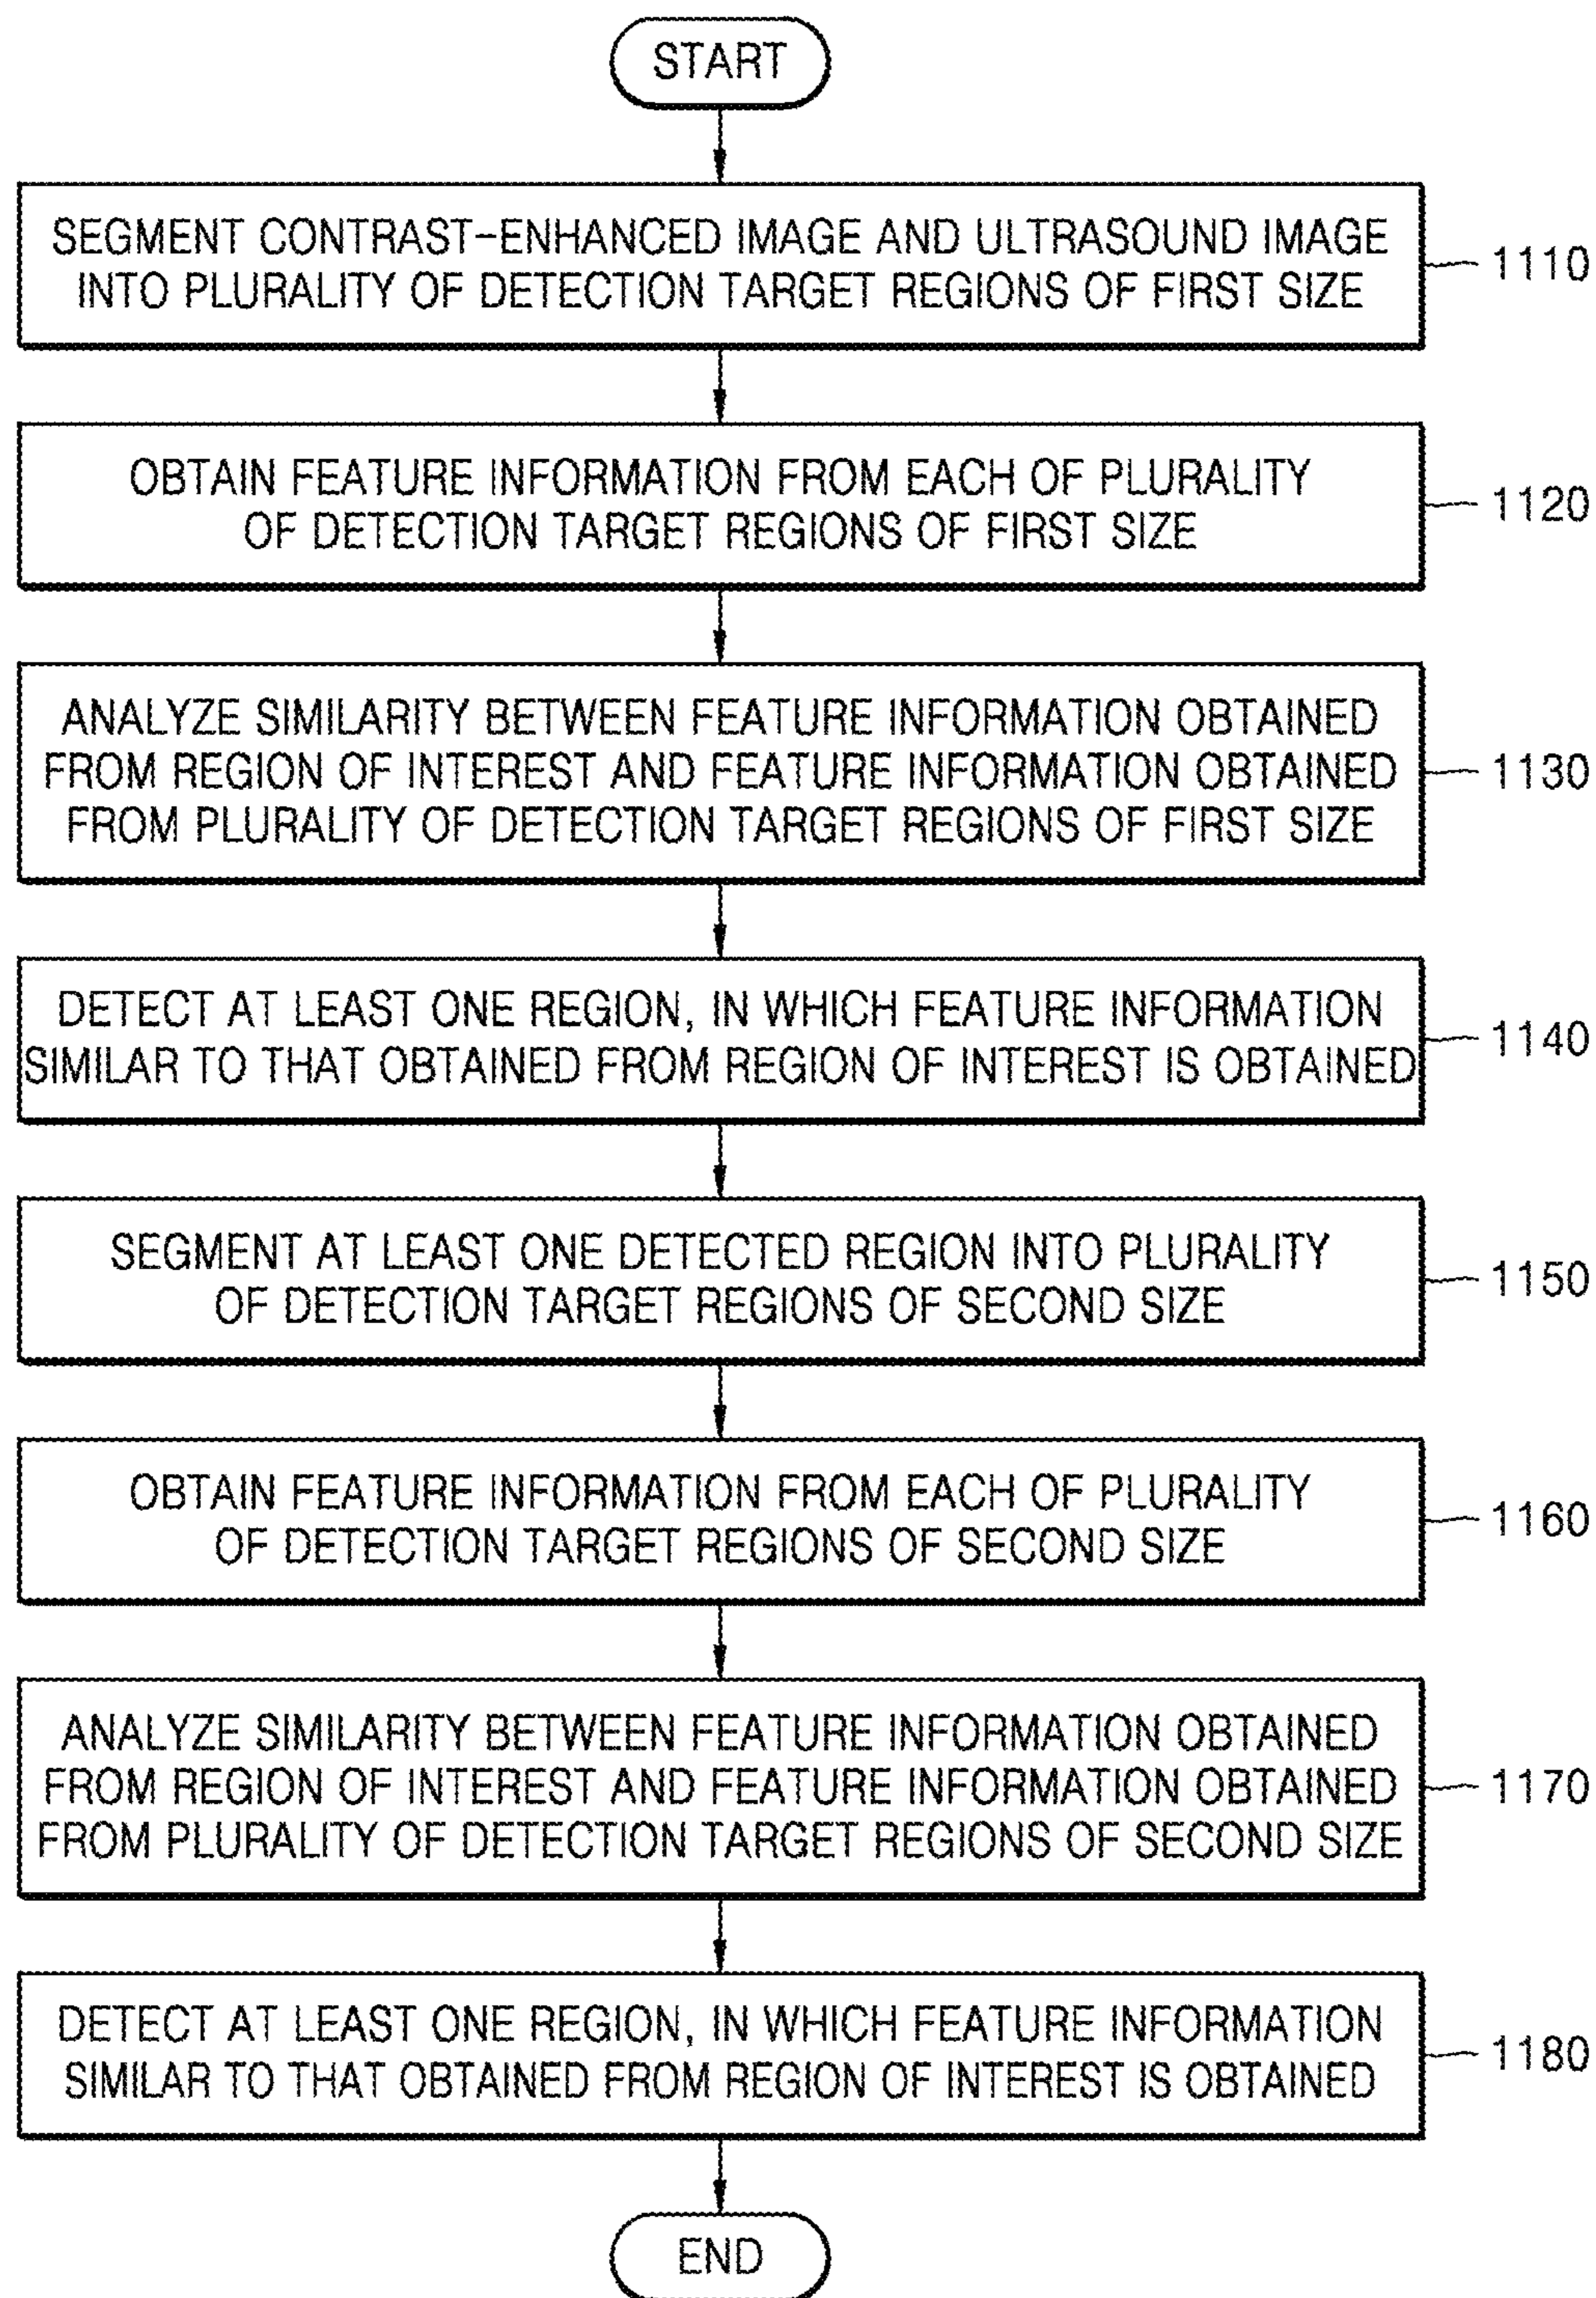 START
SEGMENT CONTRAST-ENHANCED IMAGE AND ULTRASOUND IMAGE
INTO PLURALITY OF DETECTION TARGET REGIONS OF FIRST SIZE
1110
OBTAIN FEATURE INFORMATION FROM EACH OF PLURALITY
OF DETECTION TARGET REGIONS OF FIRST SIZE
1120
ANALYZE SIMILARITY BETWEEN FEATURE INFORMATION OBTAINED
FROM REGION OF INTEREST AND FEATURE INFORMATION OBTAINED
FROM PLURALITY OF DETECTION TARGET REGIONS OF FIRST SIZE
1130
DETECT AT LEAST ONE REGION, IN WHICH FEATURE INFORMATION
SIMILAR TO THAT OBTAINED FROM REGION OF INTEREST IS OBTAINED
1140
SEGMENT AT LEAST ONE DETECTED REGION INTO PLURALITY
OF DETECTION TARGET REGIONS OF SECOND SIZE
1150
OBTAIN FEATURE INFORMATION FROM EACH OF PLURALITY
OF DETECTION TARGET REGIONS OF SECOND SIZE
1160
ANALYZE SIMILARITY BETWEEN FEATURE INFORMATION OBTAINED
FROM REGION OF INTEREST AND FEATURE INFORMATION OBTAINED
FROM PLURALITY OF DETECTION TARGET REGIONS OF SECOND SIZE
1170
DETECT AT LEAST ONE REGION, IN WHICH FEATURE INFORMATION
SIMILAR TO THAT OBTAINED FROM REGION OF INTEREST IS OBTAINED
1180
END